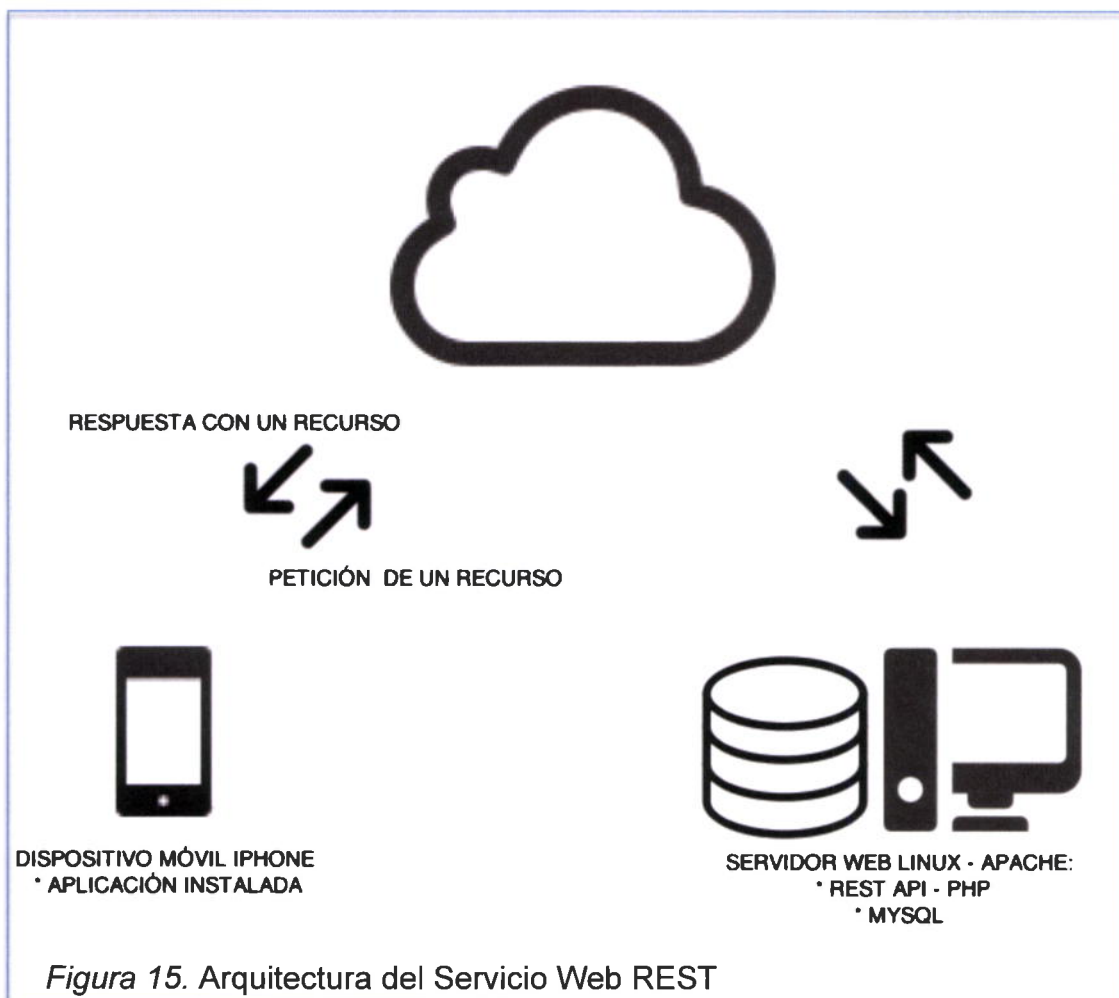 RESPUESTA CON UN RECURSO
PETICIÓN DE UN RECURSO
DISPOSITIVO MÓVIL IPHONE
* APLICACIÓN INSTALADA
SERVIDOR WEB LINUX - APACHE:
* REST API - PHP
* MYSQL
Figura 15. Arquitectura del Servicio Web REST